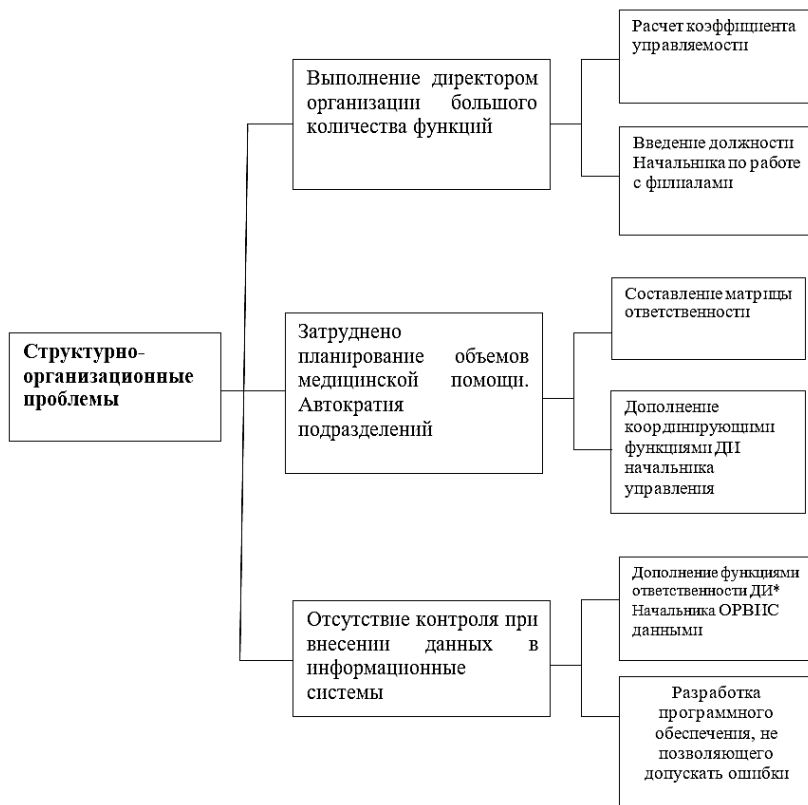 Структурно-
организационные
проблемы
Выполнение директором
организации большого
количества функций
Расчет коэффициента
управляемости
Введение должности
Начальника по работе
с филиалами
Затруднено
планирование объемов
медицинской помощи.
Автократия
подразделений
Составление матрицы
ответственности
Дополнение
координирующими
функциями ДИ
начальника
управления
Отсутствие контроля при
внесении данных в
информационные
системы
Дополнение функциями
ответственности ДИ*
Начальника ОРВИС
данными
Разработка
программного
обеспечения, не
позволяющего
допускать ошибки